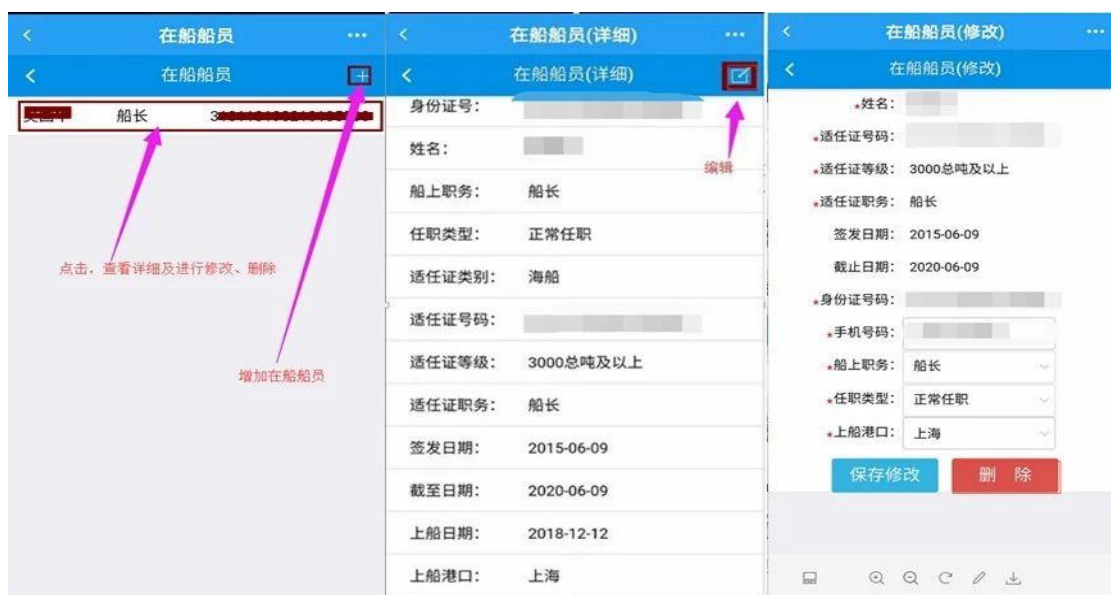 在船船员
在船船员
船长
点击，查看详细及进行修改、删除
增加在船船员
在船船员(详细)
在船船员(详细)
身份证号：
姓名：
编辑
船上职务： 船长
任职类型： 正常任职
适任证类别： 海船
适任证号码：
适任证等级： 3000总吨及以上
适任证职务： 船长
签发日期： 2015-06-09
截至日期： 2020-06-09
上船日期： 2018-12-12
上船港口： 上海
在船船员(修改)
在船船员(修改)
*姓名：
*适任证号码：
*适任证等级： 3000总吨及以上
*适任证职务： 船长
签发日期： 2015-06-09
截止日期： 2020-06-09
*身份证号码：
*手机号码：
*船上职务： 船长
*任职类型： 正常任职
*上船港口： 上海
保存修改 删 除